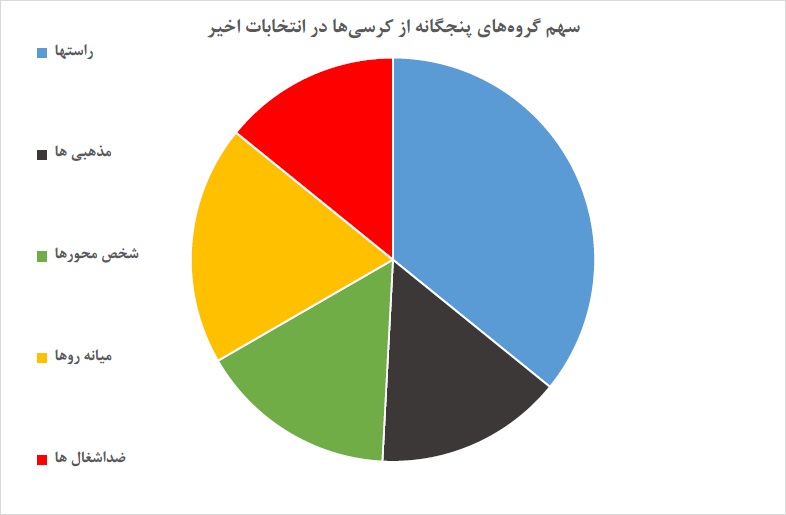 سهم گروه‌های پنجگانه از کرسی‌ها در انتخابات اخیر
راستها
مذهبی ها
شخص محورها
میانه روها
ضداشغال ها